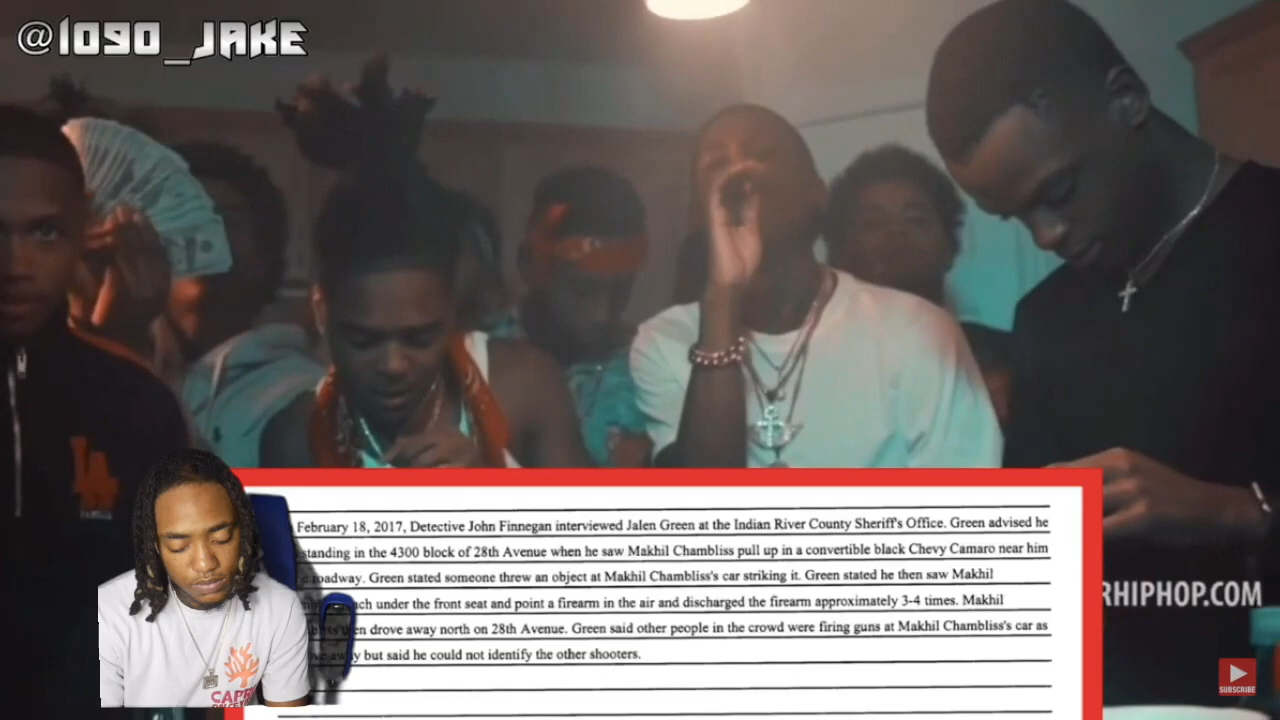 @1090_JAKE
February 18, 2017, Detective John Finnegan interviewed Jalen Green at the Indian River County Sheriff's Office. Green advised he
standing in the 4300 block of 28th Avenue when he saw Makhil Chambliss pull up in a convertible black Chevy Camaro near him
roadway. Green stated someone threw an object at Makhil Chambliss's car striking it. Green stated he then saw Makhil
under the front seat and point a firearm in the air and discharged the firearm approximately 3-4 times. Makhil
then drove away north on 28th Avenue. Green said other people in the crowd were firing guns at Makhil Chambliss's car as
away but said he could not identify the other shooters.
RHIPHOP.COM
SUBSCRIBE
LA